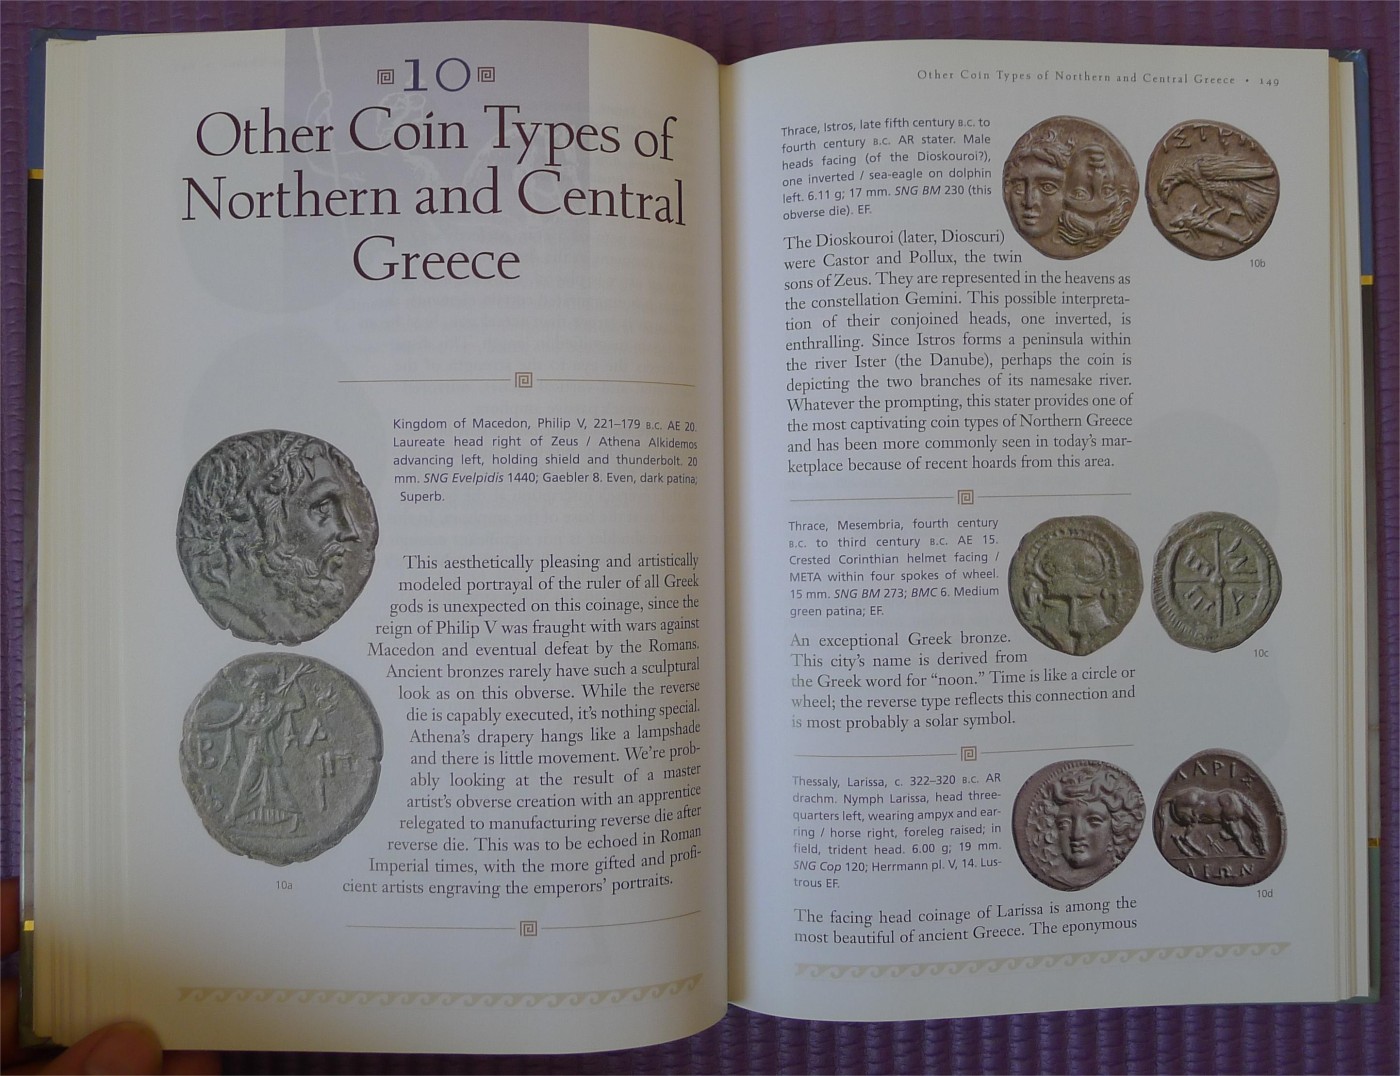 10
Other Coin Types of
Northern and Central
Greece
Kingdom of Macedon, Philip V, 221–179 B.C. AE 20.
Laureate head right of Zeus / Athena Alkidemos
advancing left, holding shield and thunderbolt. 20
mm. SNG Evelpidis 1440; Gaebler 8. Even, dark patina;
Superb.
This aesthetically pleasing and artistically
modeled portrayal of the ruler of all Greek
gods is unexpected on this coinage, since the
reign of Philip V was fraught with wars against
Macedon and eventual defeat by the Romans.
Ancient bronzes rarely have such a sculptural
look as on this obverse. While the reverse
die is capably executed, it's nothing special.
Athena's drapery hangs like a lampshade
and there is little movement. We're prob-
ably looking at the result of a master
artist's obverse creation with an apprentice
relegated to manufacturing reverse die after
reverse die. This was to be echoed in Roman
Imperial times, with the more gifted and profi-
cient artists engraving the emperors' portraits.
10a
Other Coin Types of Northern and Central Greece • 149
Thrace, Istros, late fifth century B.C. to
fourth century B.C. AR stater. Male
heads facing (of the Dioskouroi?),
one inverted / sea-eagle on dolphin
left. 6.11 g; 17 mm. SNG BM 230 (this
obverse die). EF.
10b
The Dioskouroi (later, Dioscuri)
were Castor and Pollux, the twin
sons of Zeus. They are represented in the heavens as
the constellation Gemini. This possible interpreta-
tion of their conjoined heads, one inverted, is
enthralling. Since Istros forms a peninsula within
the river Ister (the Danube), perhaps the coin is
depicting the two branches of its namesake river.
Whatever the prompting, this stater provides one of
the most captivating coin types of Northern Greece
and has been more commonly seen in today's mar-
ketplace because of recent hoards from this area.
Thrace, Mesembria, fourth century
B.C. to third century B.C. AE 15.
Crested Corinthian helmet facing /
META within four spokes of wheel.
15 mm. SNG BM 273; BMC 6. Medium
green patina; EF.
10c
An exceptional Greek bronze.
This city's name is derived from
the Greek word for "noon." Time is like a circle or
wheel; the reverse type reflects this connection and
is most probably a solar symbol.
Thessaly, Larissa, c. 322–320 B.C. AR
drachm. Nymph Larissa, head three-
quarters left, wearing ampyx and ear-
ring / horse right, foreleg raised; in
field, trident head. 6.00 g; 19 mm.
SNG Cop 120; Herrmann pl. V, 14. Lus-
trous EF.
ΛΑΡΙΣ
ΑΙΩΝ
10d
The facing head coinage of Larissa is among the
most beautiful of ancient Greece. The eponymous